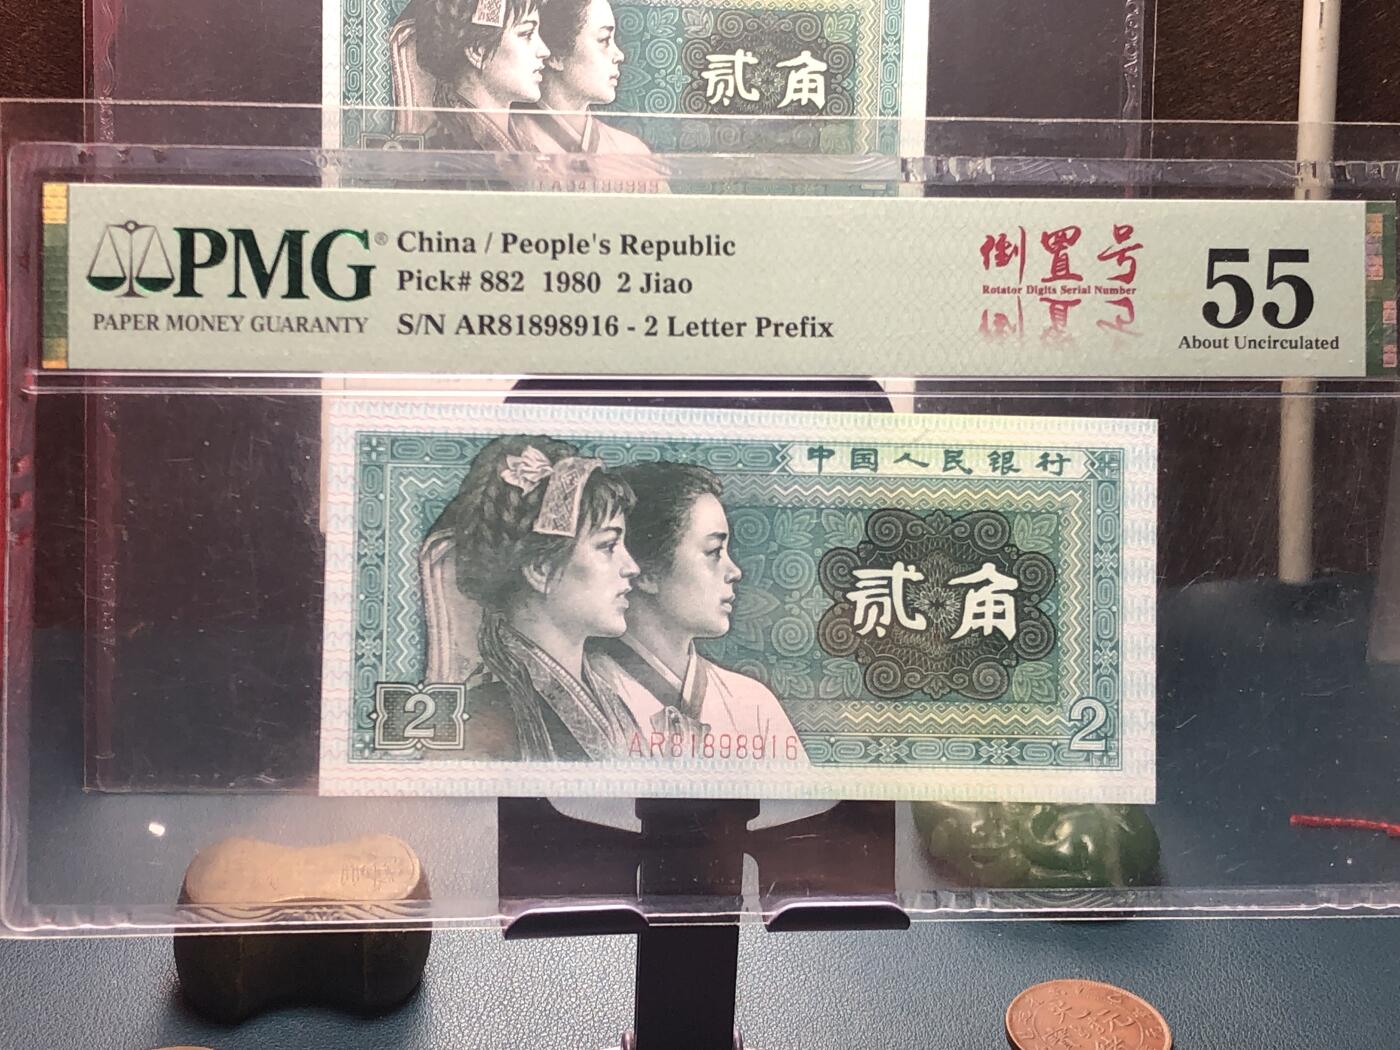 贰角
PMG®
PAPER MONEY GUARANTY
China / People's Republic
Pick# 882 1980 2 Jiao
S/N AR81898916 - 2 Letter Prefix
倒置号
Rotator Digits Serial Number
55
About Uncirculated
中国人民银行
贰角
2
AR81898916
2